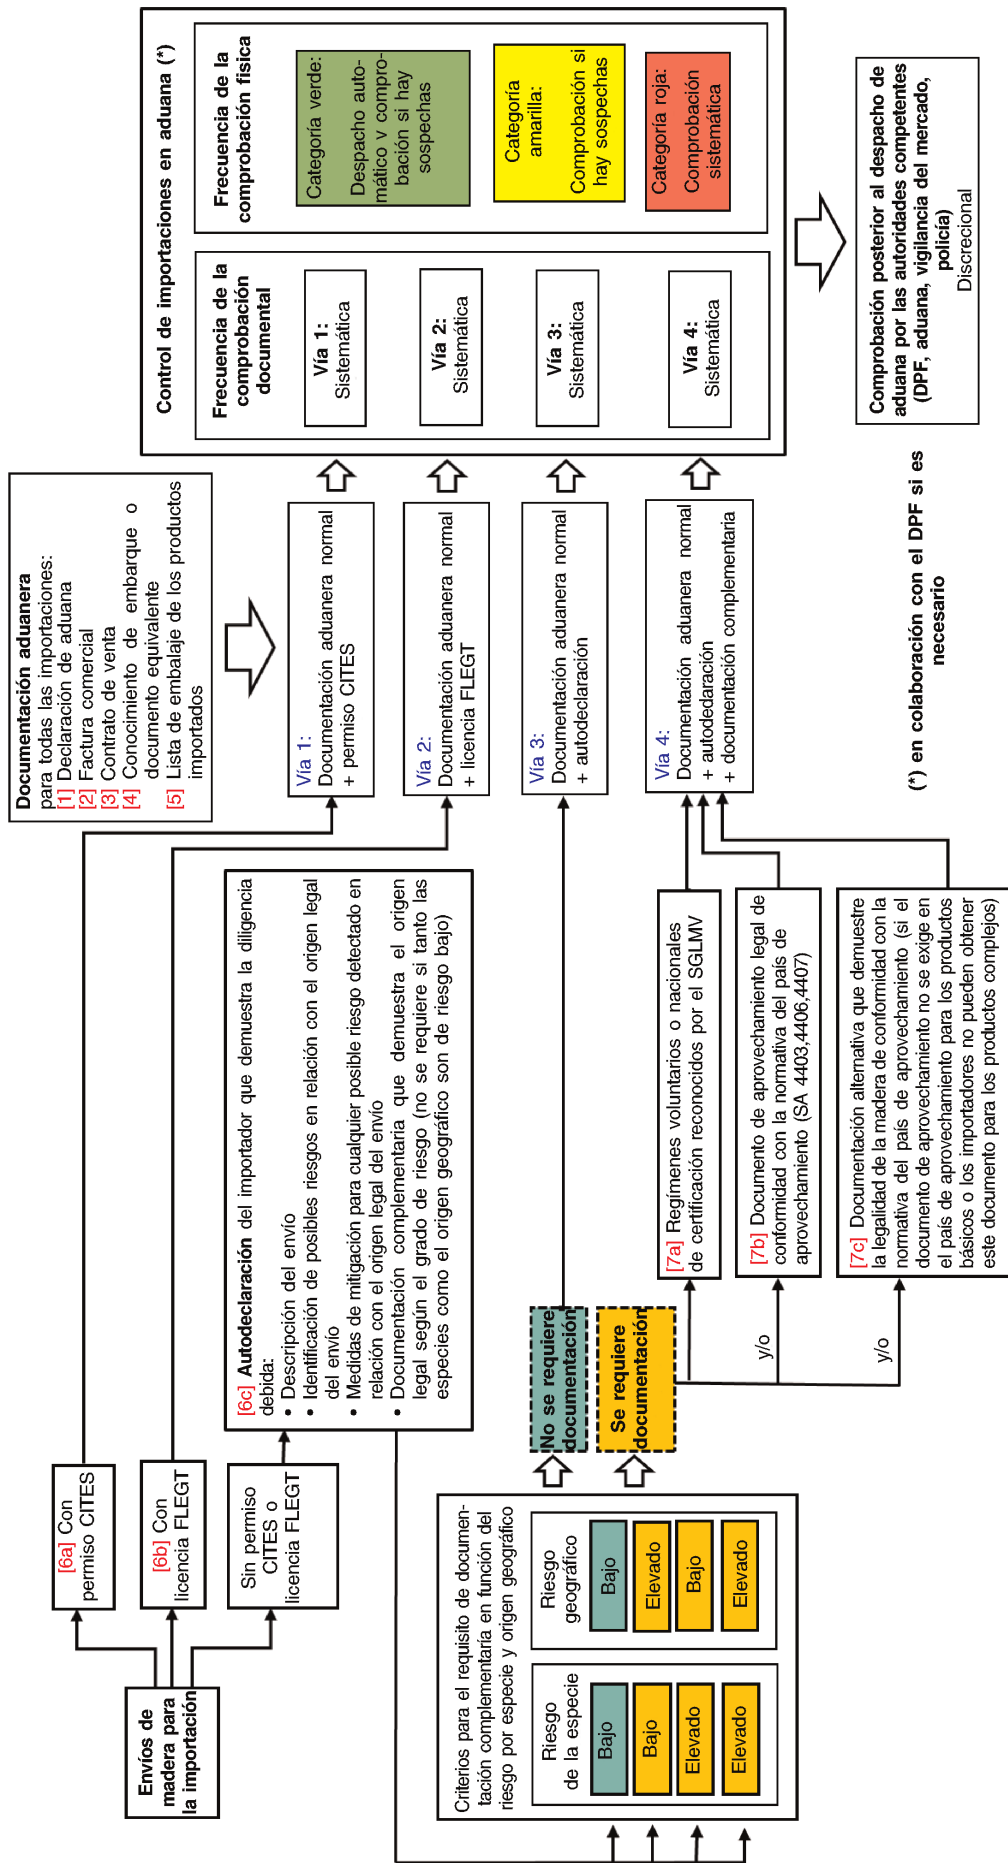 Envíos de
madera para
la importación
[6a] Con
permiso CITES
[6b] Con
licencia FLEGT
Sin permiso
CITES o
licencia FLEGT
[6c] Autodeclaración del importador que demuestra la diligencia
debida:
• Descripción del envío
• Identificación de posibles riesgos en relación con el origen legal
del envío
• Medidas de mitigación para cualquier posible riesgo detectado en
relación con el origen legal del envío
• Documentación complementaria que demuestra el origen
legal según el grado de riesgo (no se requiere si tanto las
especies como el origen geográfico son de riesgo bajo)
Criterios para el requisito de documen-
tación complementaría en función del
riesgo por especie y origen geográfico
Riesgo
de la especie
Bajo
Bajo
Elevado
Elevado
Riesgo
geográfico
Bajo
Elevado
Bajo
Elevado
No se requiere
documentación
Se requiere
documentación
y/o
y/o
[7a] Regímenes voluntarios o nacionales
de certificación reconocidos por el SGLMV
[7b] Documento de aprovechamiento legal de
conformidad con la normativa del país de
aprovechamiento (SA 4403,4406,4407)
[7c] Documentación alternativa que demuestre
la legalidad de la madera de conformidad con la
normativa del país de aprovechamiento (si el
documento de aprovechamiento no se exige en
el país de aprovechamiento para los productos
básicos o los importadores no pueden obtener
este documento para los productos complejos)
Documentación aduanera
para todas las importaciones:
[1] Declaración de aduana
[2] Factura comercial
[3] Contrato de venta
[4] Conocimiento de embarque o
documento equivalente
[5] Lista de embalaje de los productos
importados
Vía 1:
Documentación aduanera normal
+ permiso CITES
Vía 2:
Documentación aduanera normal
+ licencia FLEGT
Vía 3:
Documentación aduanera normal
+ autodeclaración
Vía 4:
Documentación aduanera normal
+ autodedaración
+ documentación complementaria
Control de importaciones en aduana (*)
Frecuencia de la
comprobación
documental
Vía 1:
Sistemática
Vía 2:
Sistemática
Vía 3:
Sistemática
Vía 4:
Sistemática
Frecuencia de la
comprobación física
Categoría verde:
Despacho auto-
mático v compro-
bación si hay
sospechas
Categoría
amarilla:
Comprobación si
hay sospechas
Categoría roja:
Comprobación
sistemática
Comprobación posterior al despacho de
aduana por las autoridades competentes
(DPF, aduana, vigilancia del mercado,
policía)
Discrecional
(*) en colaboración con el DPF si es
necesario